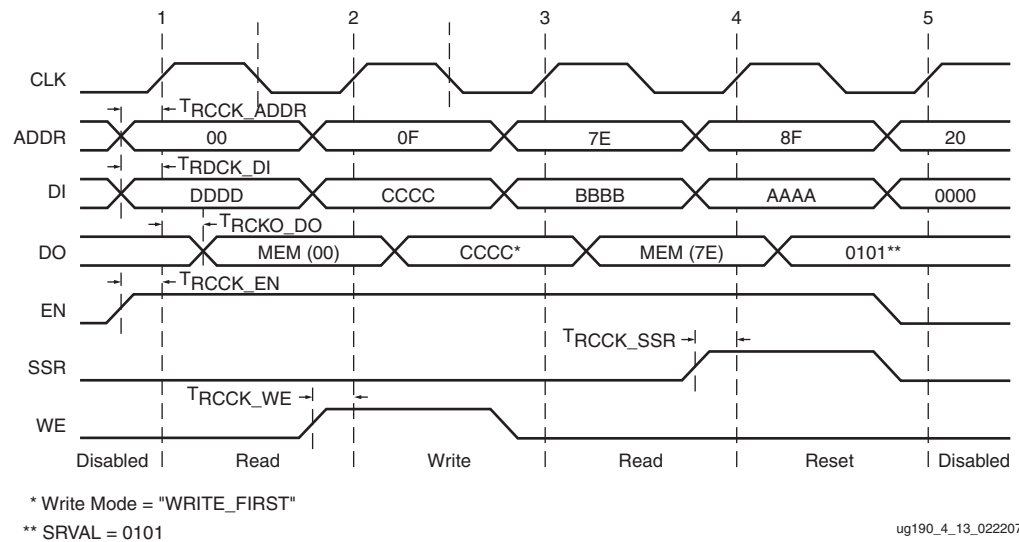 1 2 3 4 5
CLK
TRCCK_ADDR
ADDR 00 0F 7E 8F 20
TRDCK_DI
DI DDDD CCCC BBBB AAAA 0000
TRCKO_DO
DO MEM (00) CCCC* MEM (7E) 0101**
TRCCK_EN
EN
TRCCK_SSR
SSR
TRCCK_WE
WE
Disabled Read Write Read Reset Disabled
* Write Mode = "WRITE_FIRST"
** SRVAL = 0101
ug190_4_13_022207